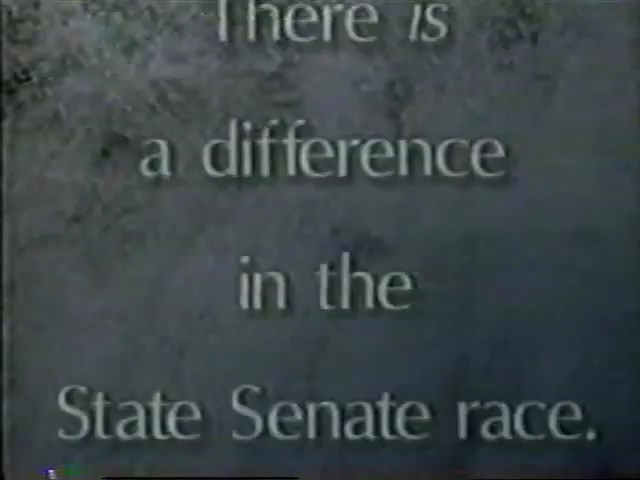 There is
a difference
in the
State Senate race.